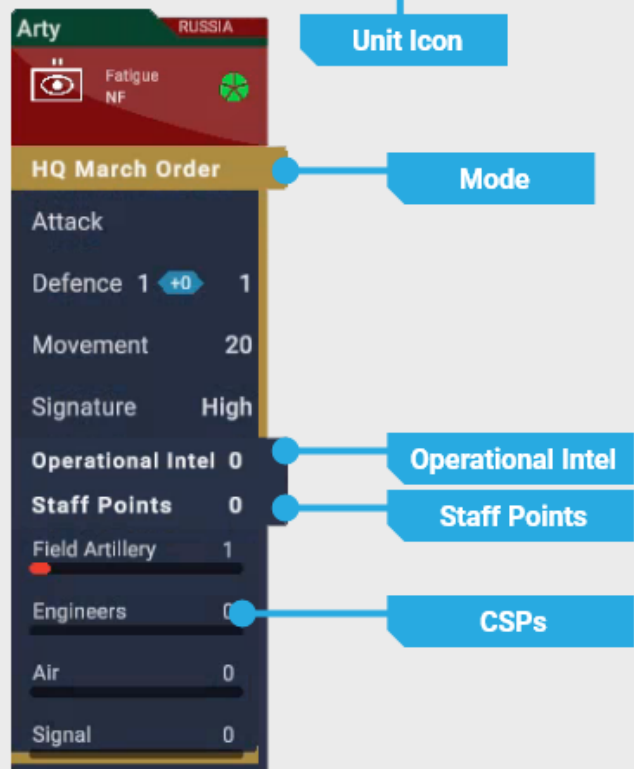 Arty RUSSIA
Unit Icon
Fatigue
NF
HQ March Order
Mode
Attack
Defence 1 +0 1
Movement 20
Signature High
Operational Intel 0
Operational Intel
Staff Points 0
Staff Points
Field Artillery 1
Engineers 0
CSPs
Air 0
Signal 0